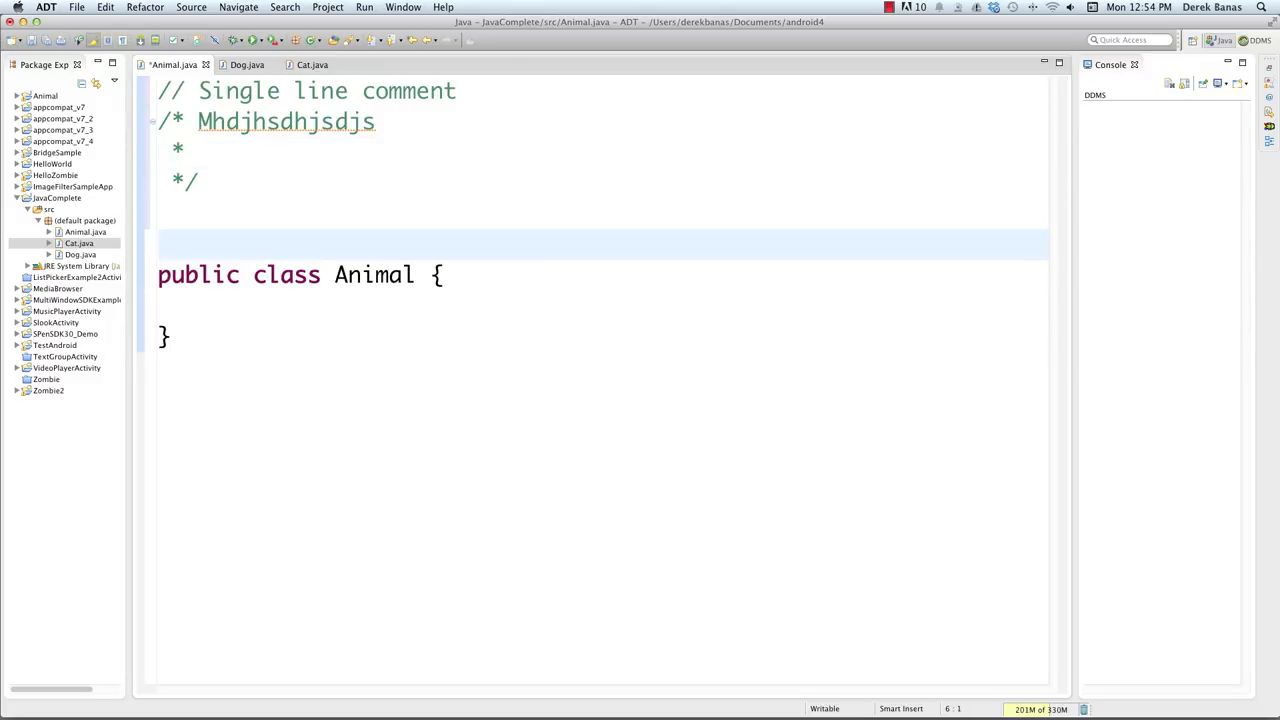 ADT File Edit Refactor Source Navigate Search Project Run Window Help
10 Mon 12:54 PM Derek Banas
Java – JavaComplete/src/Animal.java – ADT – /Users/derekbanas/Documents/android4
Quick Access Java DDMS
Package Exp
*Animal.java Dog.java Cat.java
Console
DDMS
Animal
appcompat_v7
appcompat_v7_2
appcompat_v7_3
appcompat_v7_4
BridgeSample
HelloWorld
HelloZombie
ImageFilterSampleApp
JavaComplete
src
(default package)
Animal.java
Cat.java
Dog.java
JRE System Library [Ja
ListPickerExample2Activi
MediaBrowser
MultiWindowSDKExample
MusicPlayerActivity
SlookActivity
SPenSDK30_Demo
TestAndroid
TextGroupActivity
VideoPlayerActivity
Zombie
Zombie2
// Single line comment
/* Mhdjhsdhjsdjs
*
*/
public class Animal {
}
Writable Smart Insert 6 : 1 201M of 330M